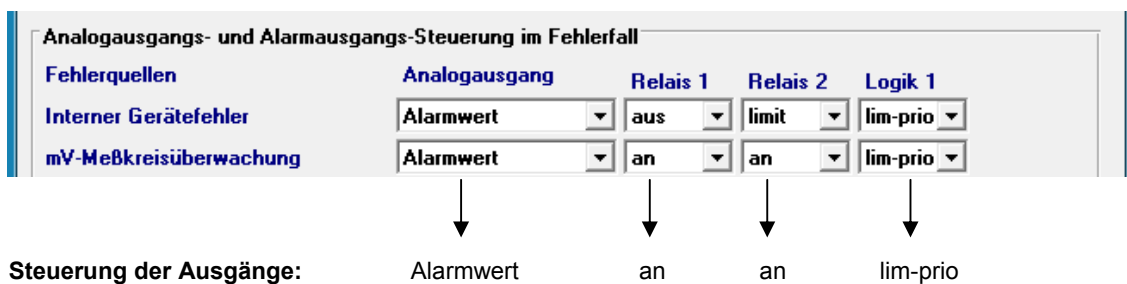 Analogausgangs- und Alarmausgangs-Steuerung im Fehlerfall
Fehlerquellen Analogausgang Relais 1 Relais 2 Logik 1
Interner Gerätefehler Alarmwert aus limit lim-prio
mV-Meßkreisüberwachung Alarmwert an an lim-prio
Steuerung der Ausgänge: Alarmwert an an lim-prio